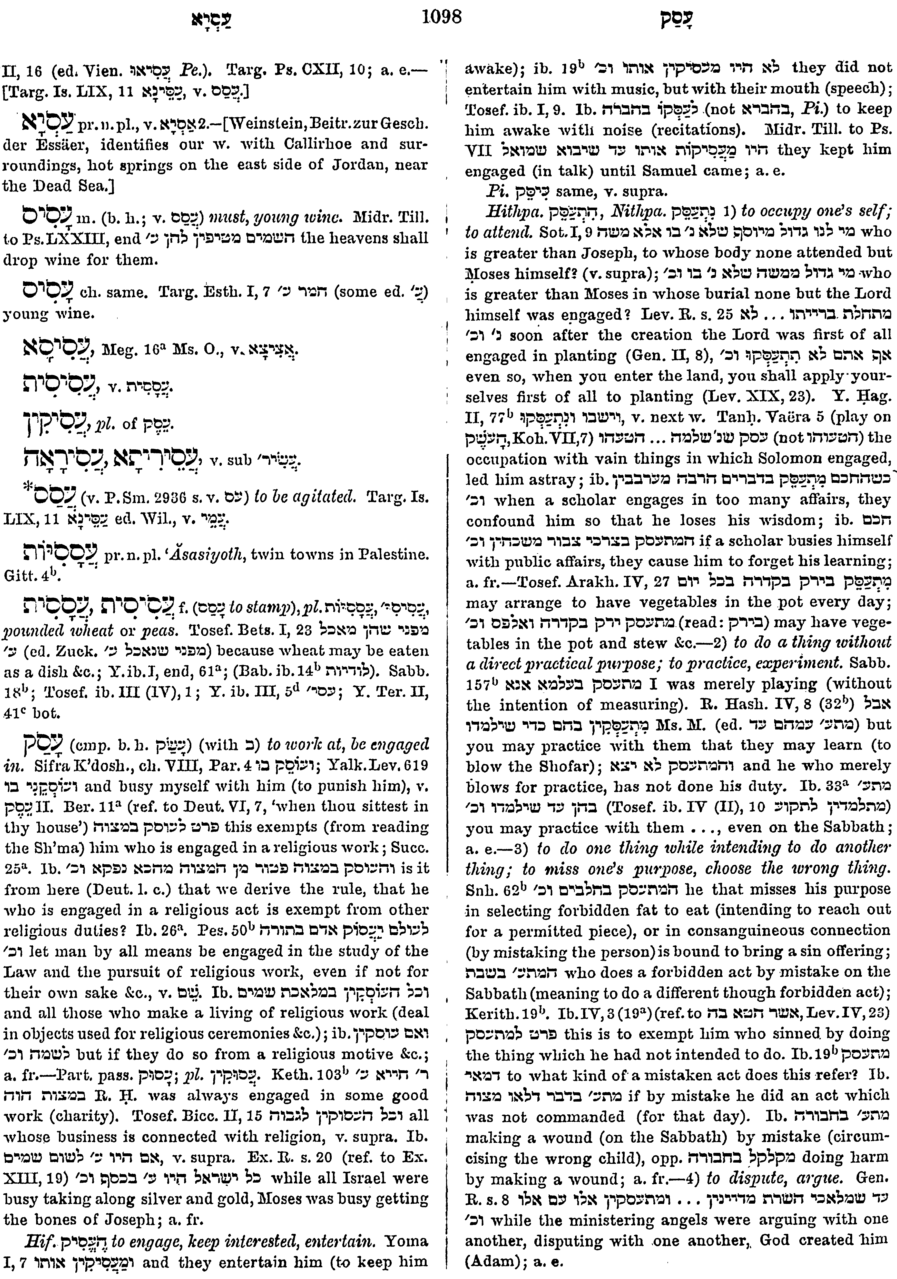 עָסַק
1098
עַסְיָא
II, 16 (ed. Vien. עֲסִיאוּ Pe.). Targ. Ps. CXII, 10; a. e.—
[Targ. Is. LIX, 11 עֲסֵינָא, v. עֲסַס.]
עַסְיָא pr. n. pl., v. אַסְיָא 2.—[Weinstein, Beitr. zur Gesch.
der Essäer, identifies our w. with Callirhoe and sur-
roundings, hot springs on the east side of Jordan, near
the Dead Sea.]
עָסִיס m. (b. h.; v. עסס) must, young wine. Midr. Till.
to Ps. LXXIII, end השמים מטיפין להן ע׳ the heavens shall
drop wine for them.
עָסִיס ch. same. Targ. Esth. I, 7 חמר ע׳ (some ed. עֲ׳)
young wine.
עֲסִיסָא, Meg. 16ᵃ Ms. O., v. אֲצִיצָא.
עֲסִיסִית, v. עֲסָסִית.
עֲסִיקִין, pl. of עֵסֶק.
עֲסִירִיתָא, עֲסִירָאָה, v. sub עֲשִׂיר׳.
*עֲסַס (v. P. Sm. 2936 s. v. עס) to be agitated. Targ. Is.
LIX, 11 עֲסֵינָא ed. Wil., v. עֲמֵי.
עֲסָסִיּוֹת pr. n. pl. ‘Ăsasiyoth, twin towns in Palestine.
Gitt. 4ᵇ.
עֲסִיסִית, עֲסָסִית f. (עסס to stamp), pl. עֲסָסִיּוֹת, עֲסִיסִ׳,
pounded wheat or peas. Tosef. Bets. I, 23 מפני שהן מאכל
ע׳ (ed. Zuck. מפני שנאכל ע׳) because wheat may be eaten
as a dish &c.; Y. ib. I, end, 61ᵃ; (Bab. ib. 14ᵇ לודיות). Sabb.
18ᵇ; Tosef. ib. III (IV), 1; Y. ib. III, 5ᵈ עסי׳; Y. Ter. II,
41ᶜ bot.
עָסַק (cmp. b. h. עָשַׂק) (with ב) to work at, be engaged
in. Sifra K’dosh., ch. VIII, Par. 4 ועוסק בו; Yalk. Lev. 619
ועוסקני בו and busy myself with him (to punish him), v.
עֵסֶק II. Ber. 11ᵃ (ref. to Deut. VI, 7, ‘when thou sittest in
thy house’) פרט לעוסק במצוה this exempts (from reading
the Sh’ma) him who is engaged in a religious work; Succ.
25ᵃ. Ib. והעוסק במצוה פטור מן המצוה מהכא נפקא וכ׳ is it
from here (Deut. l. c.) that we derive the rule, that he
who is engaged in a religious act is exempt from other
religious duties? Ib. 26ᵃ. Pes. 50ᵇ לעולם יַעֲסוֹק אדם בתורה
וכ׳ let man by all means be engaged in the study of the
Law and the pursuit of religious work, even if not for
their own sake &c., v. שֵׁם. Ib. וכל העוֹסְקִין במלאכת שמים
and all those who make a living of religious work (deal
in objects used for religious ceremonies &c.); ib. ואם עוסקין
לשמה וכ׳ but if they do so from a religious motive &c.;
a. fr.—Part. pass. עָסוּק; pl. עֲסוּקִין. Keth. 103ᵇ ר׳ חייא ע׳
במצות הוה R. Ḥ. was always engaged in some good
work (charity). Tosef. Bicc. II, 15 וכל העסוקין לגבוה all
whose business is connected with religion, v. supra. Ib.
אם היו ע׳ לשום שמים, v. supra. Ex. R. s. 20 (ref. to Ex.
XIII, 19) כל ישראל היו ע׳ בכסף וכ׳ while all Israel were
busy taking along silver and gold, Moses was busy getting
the bones of Joseph; a. fr.
Hif. הֶעֱסִיק to engage, keep interested, entertain. Yoma
I, 7 ומַעֲסִיקִין אותו and they entertain him (to keep him
awake); ib. 19ᵇ לא היו מעסיקין אותו וכ׳ they did not
entertain him with music, but with their mouth (speech);
Tosef. ib. I, 9. Ib. לעַסְּקוֹ בחבורה (not בחברא, Pi.) to keep
him awake with noise (recitations). Midr. Till. to Ps.
VII היו מַעֲסִיקוֹת אותו עד שיבוא שמואל they kept him
engaged (in talk) until Samuel came; a. e.
Pi. עִיסֵּק same, v. supra.
Hithpa. הִתְעַסֵּק, Nithpa. נִתְעַסֵּק 1) to occupy one’s self;
to attend. Sot. I, 9 מי לנו גדול מיוסף שלא נ׳ בו אלא משה who
is greater than Joseph, to whose body none attended but
Moses himself? (v. supra); מי גדול ממשה שלא נ׳ בו וכ׳ who
is greater than Moses in whose burial none but the Lord
himself was engaged? Lev. R. s. 25 מתחלת ברייתו ... לא
נ׳ וכ׳ soon after the creation the Lord was first of all
engaged in planting (Gen. II, 8), אף אתם לא תִתְעַסְּקוּ וכ׳
even so, when you enter the land, you shall apply your-
selves first of all to planting (Lev. XIX, 23). Y. Ḥag.
II, 77ᵇ וישבו ונתְעַסְּקוּ, v. next w. Tanḥ. Vaëra 5 (play on
הָעשֶׁק, Koh. VII, 7) עסק שנ׳ שלמה ... הטעהו (not הטעוהו) the
occupation with vain things in which Solomon engaged,
led him astray; ib. כשהחכם מִתְעַסֵּק בדברים הרבה מערבבין
וכ׳ when a scholar engages in too many affairs, they
confound him so that he loses his wisdom; ib. חכם
המתעסק בצרכי צבור משכחין וכ׳ if a scholar busies himself
with public affairs, they cause him to forget his learning;
a. fr.—Tosef. Arakh. IV, 27 מִתְעַסֵּק בירק בקדרה בכל יום
may arrange to have vegetables in the pot every day;
מתעסק ירק בקדרה ואלפס וכ׳ (read: בירק) may have vege-
tables in the pot and stew &c.—2) to do a thing without
a direct practical purpose; to practice, experiment. Sabb.
157ᵇ מתעסק בעלמא אנא I was merely playing (without
the intention of measuring). R. Hash. IV, 8 (32ᵇ) אבל
מִתְעַסְּקִין בהם כדי שילמדו Ms. M. (ed. מתע׳ עמהם עד) but
you may practice with them that they may learn (to
blow the Shofar); והמתעסק לא יצא and he who merely
blows for practice, has not done his duty. Ib. 33ᵃ מתע׳
בהן עד שילמדו וכ׳ (Tosef. ib. IV (II), 10 מתלמדין לתקוע)
you may practice with them ..., even on the Sabbath;
a. e.—3) to do one thing while intending to do another
thing; to miss one’s purpose, choose the wrong thing.
Snh. 62ᵇ המתעסק בחלבים וכ׳ he that misses his purpose
in selecting forbidden fat to eat (intending to reach out
for a permitted piece), or in consanguineous connection
(by mistaking the person) is bound to bring a sin offering;
המתע׳ בשבת who does a forbidden act by mistake on the
Sabbath (meaning to do a different though forbidden act);
Kerith. 19ᵇ. Ib. IV, 3 (19ᵃ) (ref. to אשר חטא בה, Lev. IV, 23)
פרט למתעסק this is to exempt him who sinned by doing
the thing which he had not intended to do. Ib. 19ᵇ מתעסק
דמאי to what kind of a mistaken act does this refer? Ib.
מתע׳ בדבר דלאו מצוה if by mistake he did an act which
was not commanded (for that day). Ib. מתע׳ בחבורה
making a wound (on the Sabbath) by mistake (circum-
cising the wrong child), opp. מקלקל בחבורה doing harm
by making a wound; a. fr.—4) to dispute, argue. Gen.
R. s. 8 עד שמלאכי השרת מדיינין ... ומתעסקין אלו עם אלו
וכ׳ while the ministering angels were arguing with one
another, disputing with one another, God created him
(Adam); a. e.